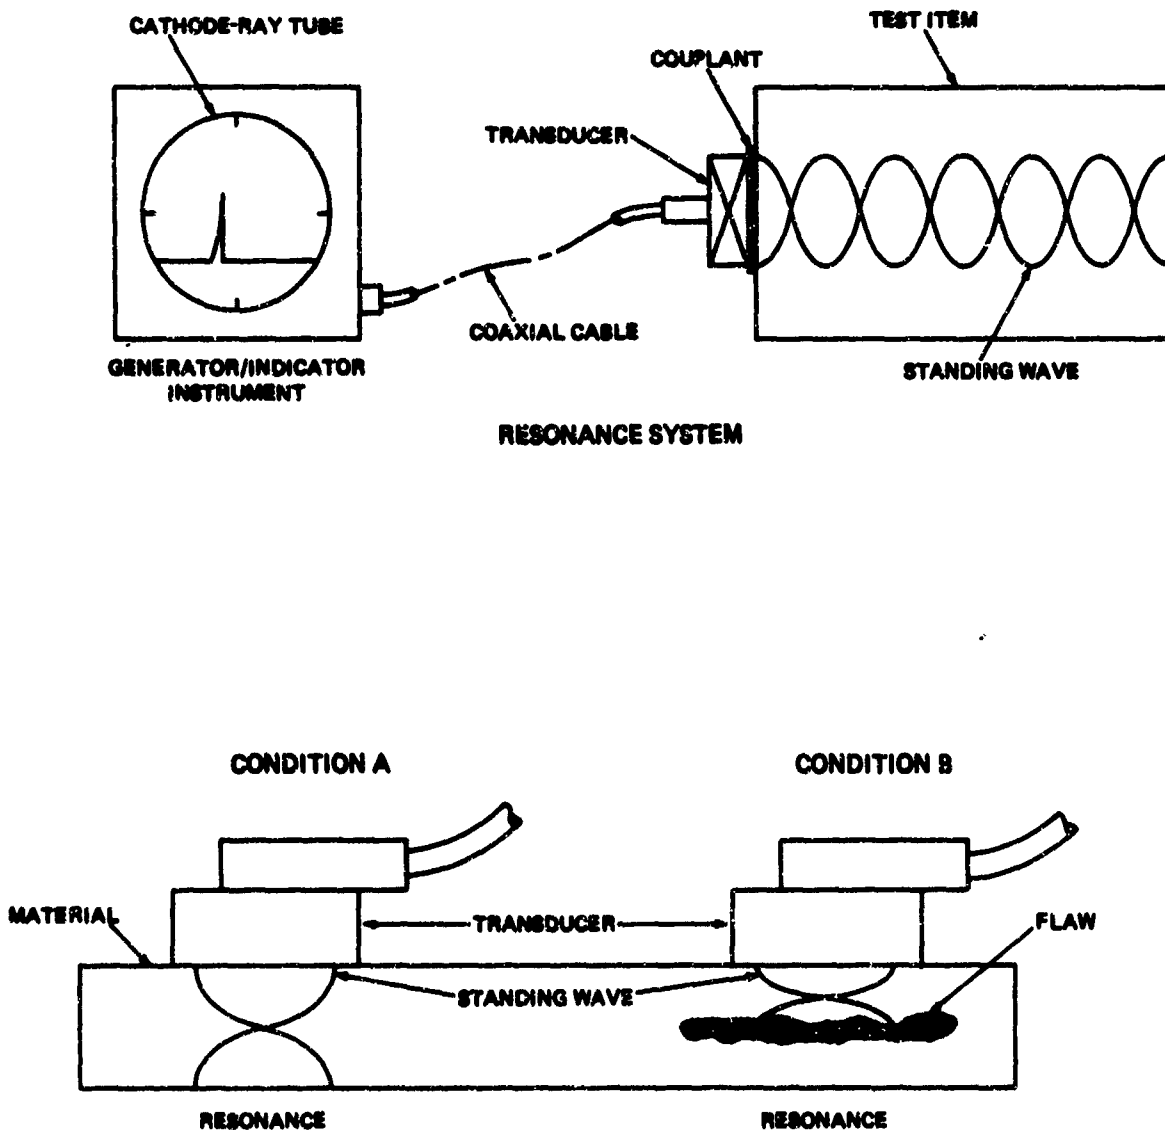 CATHODE-RAY TUBE
TEST ITEM
COUPLANT
TRANSDUCER
COAXIAL CABLE
GENERATOR/INDICATOR
INSTRUMENT
STANDING WAVE
RESONANCE SYSTEM
CONDITION A
CONDITION B
MATERIAL
TRANSDUCER
FLAW
STANDING WAVE
RESONANCE
RESONANCE